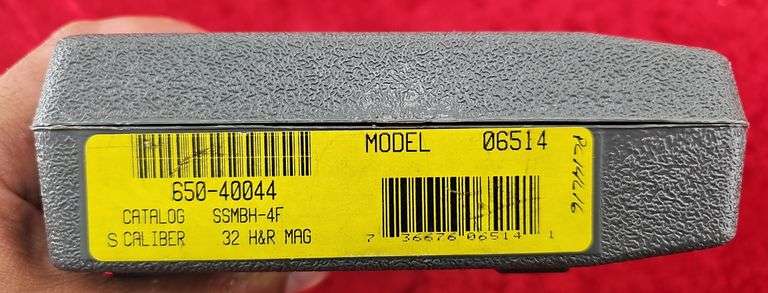 650-40044
CATALOG SSMBH-4F
S CALIBER 32 H&R MAG
MODEL 06514
7 36676 06514 1